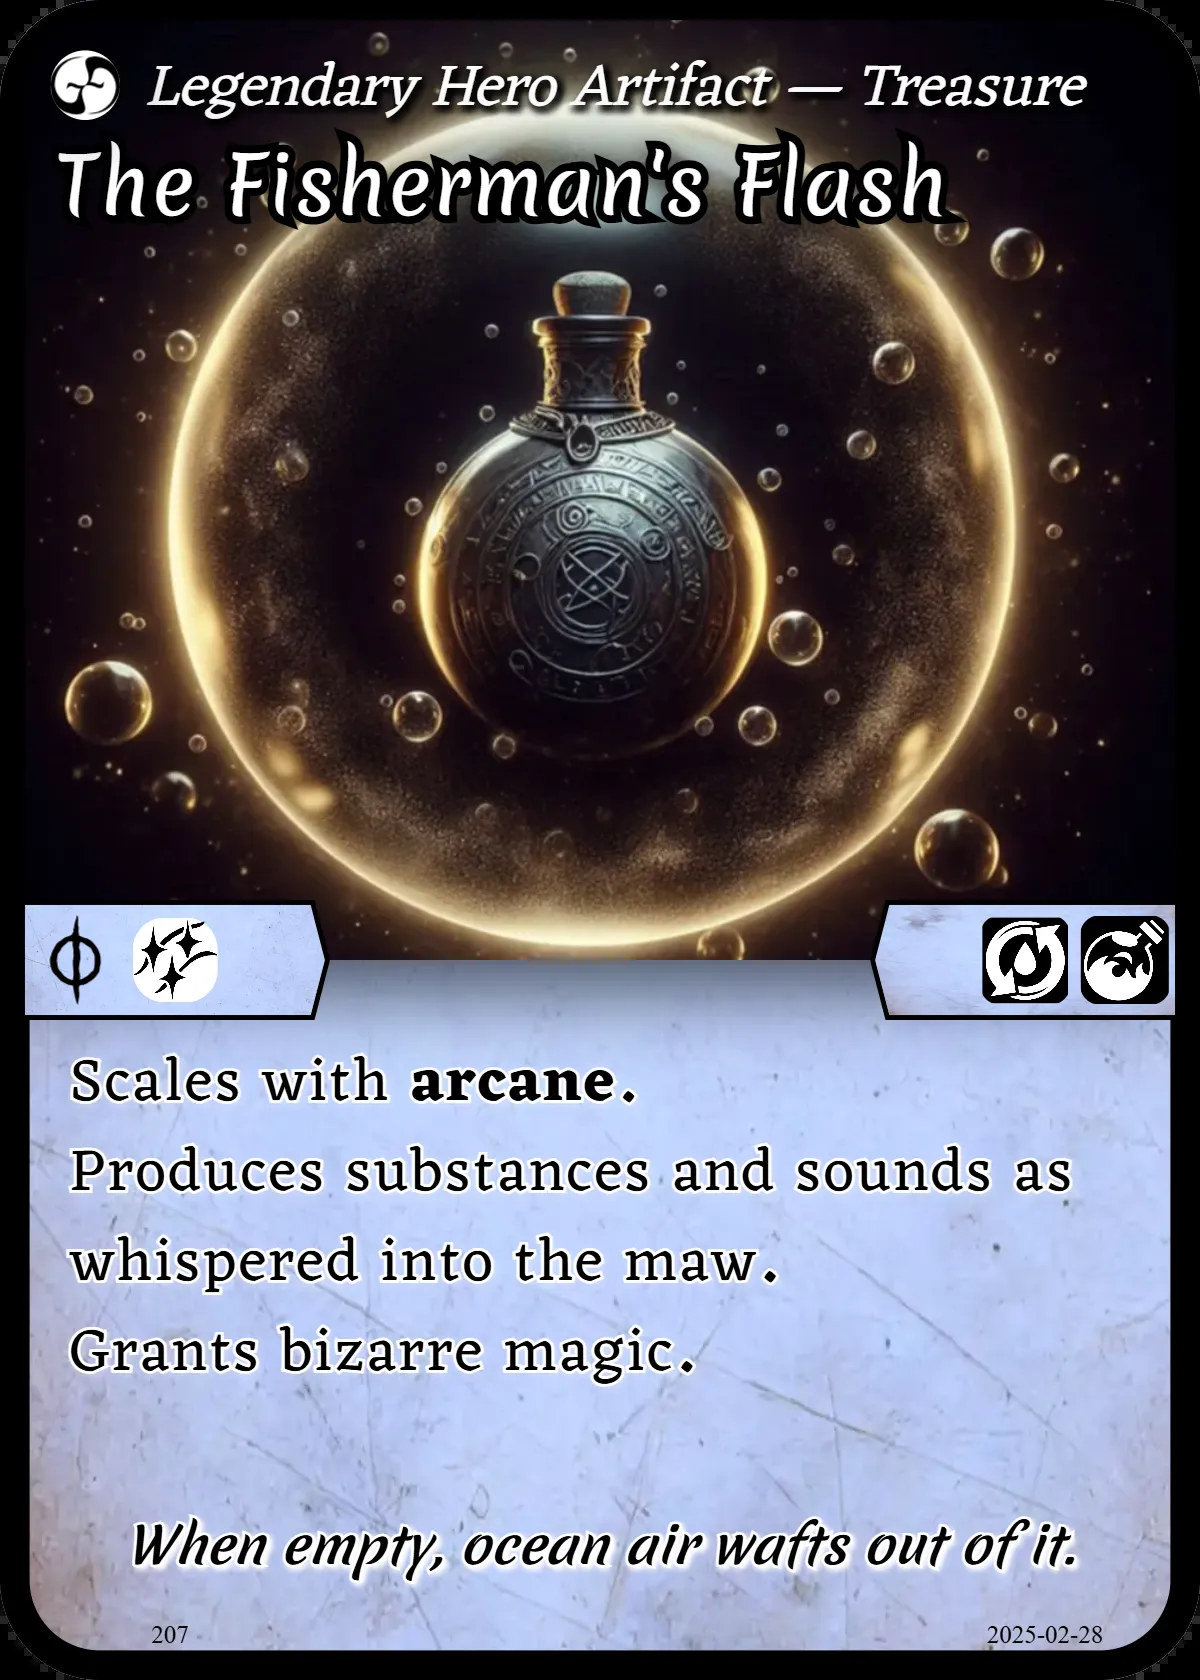 Legendary Hero Artifact — Treasure
The Fisherman's Flash
Scales with arcane.
Produces substances and sounds as
whispered into the maw.
Grants bizarre magic.
When empty, ocean air wafts out of it.
207
2025-02-28